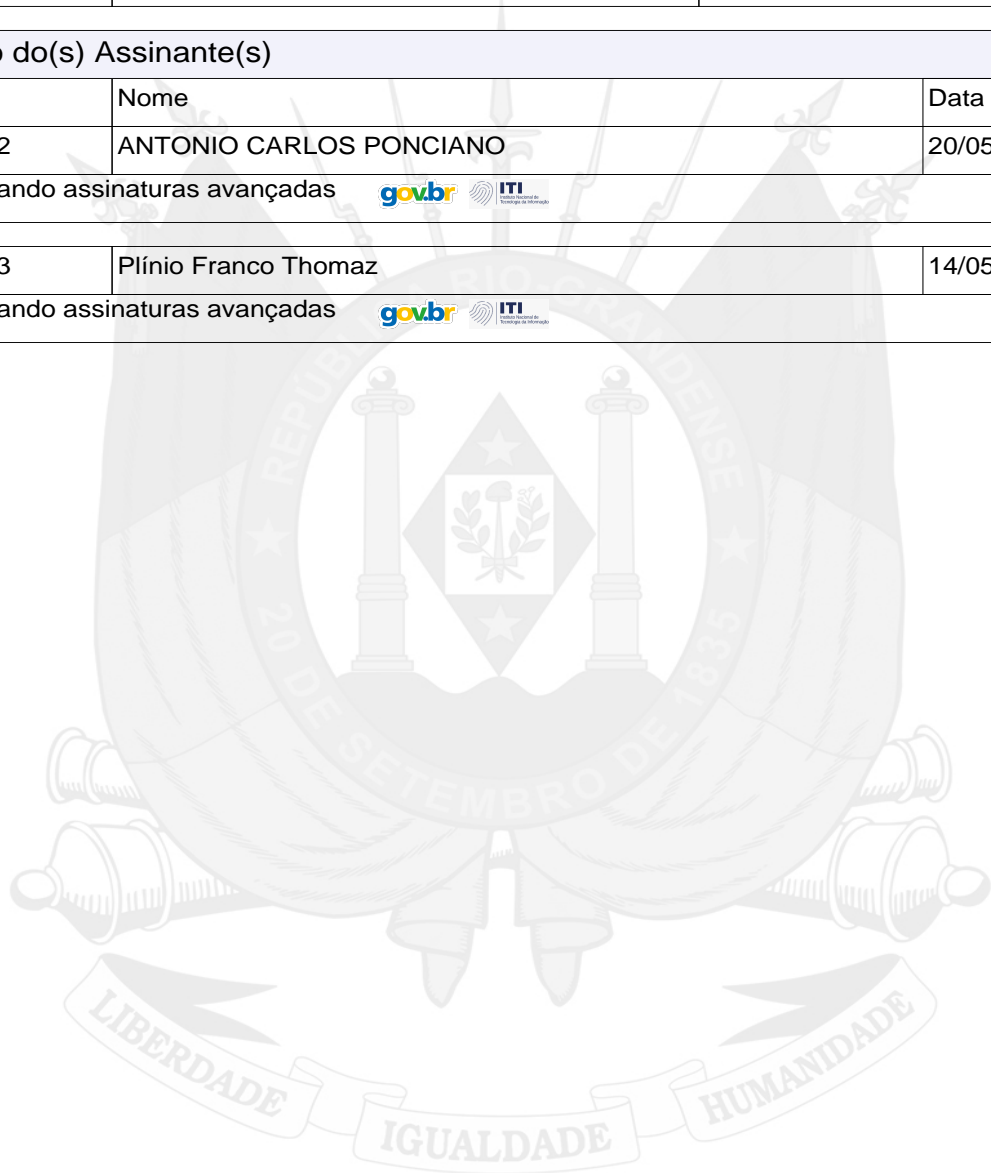 o do(s) Assinante(s)
Nome Data
2 ANTONIO CARLOS PONCIANO 20/05
ando assinaturas avançadas gov.br ITI
3 Plínio Franco Thomaz 14/05
ando assinaturas avançadas gov.br ITI
REPÚBLICA RIO-GRANDENSE
20 DE SETEMBRO DE 1835
LIBERDADE IGUALDADE HUMANIDADE